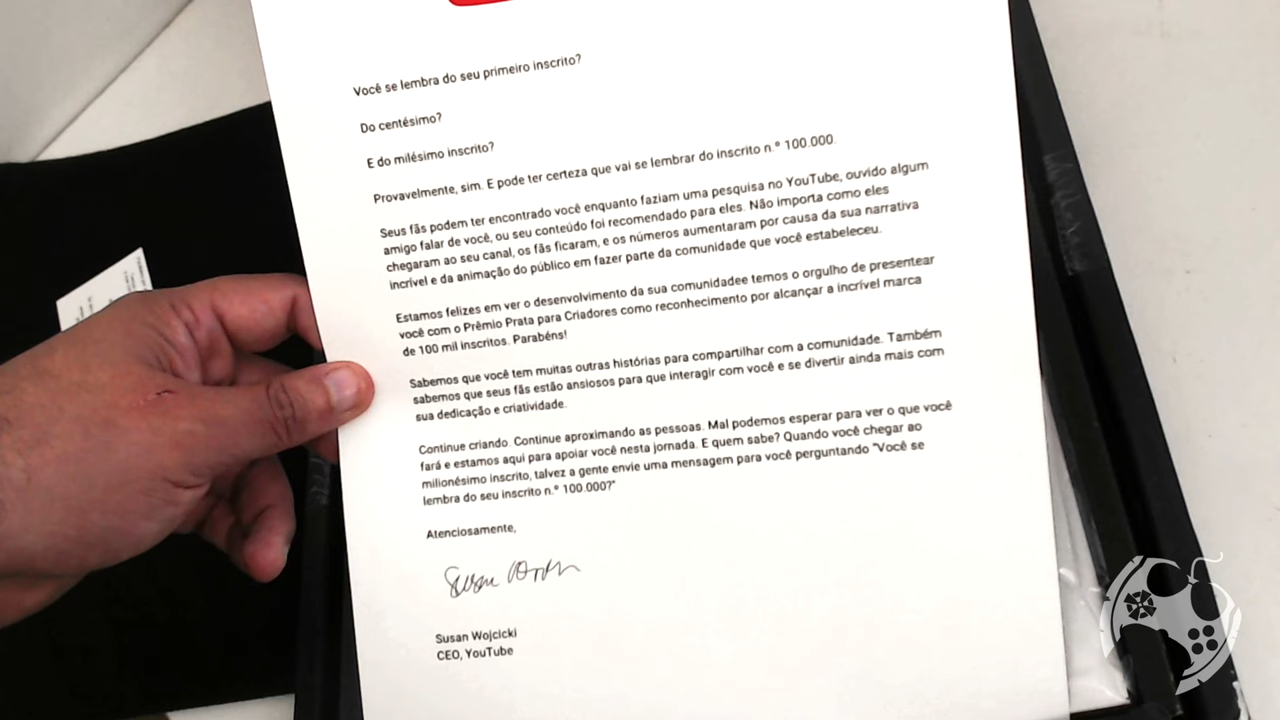 Você se lembra do seu primeiro inscrito?
Do centésimo?
E do milésimo inscrito?
Provavelmente, sim. E pode ter certeza que vai se lembrar do inscrito n.º 100.000.
Seus fãs podem ter encontrado você enquanto faziam uma pesquisa no YouTube, ouvido algum
amigo falar de você, ou seu conteúdo foi recomendado para eles. Não importa como eles
chegaram ao seu canal, os fãs ficaram, e os números aumentaram por causa da sua narrativa
incrível e da animação do público em fazer parte da comunidade que você estabeleceu.
Estamos felizes em ver o desenvolvimento da sua comunidadee temos o orgulho de presentear
você com o Prêmio Prata para Criadores como reconhecimento por alcançar a incrível marca
de 100 mil inscritos. Parabéns!
Sabemos que você tem muitas outras histórias para compartilhar com a comunidade. Também
sabemos que seus fãs estão ansiosos para que interagir com você e se divertir ainda mais com
sua dedicação e criatividade.
Continue criando. Continue aproximando as pessoas. Mal podemos esperar para ver o que você
fará e estamos aqui para apoiar você nesta jornada. E quem sabe? Quando você chegar ao
milionésimo inscrito, talvez a gente envie uma mensagem para você perguntando "Você se
lembra do seu inscrito n.º 100.000?"
Atenciosamente,
Susan Wojcicki
CEO, YouTube